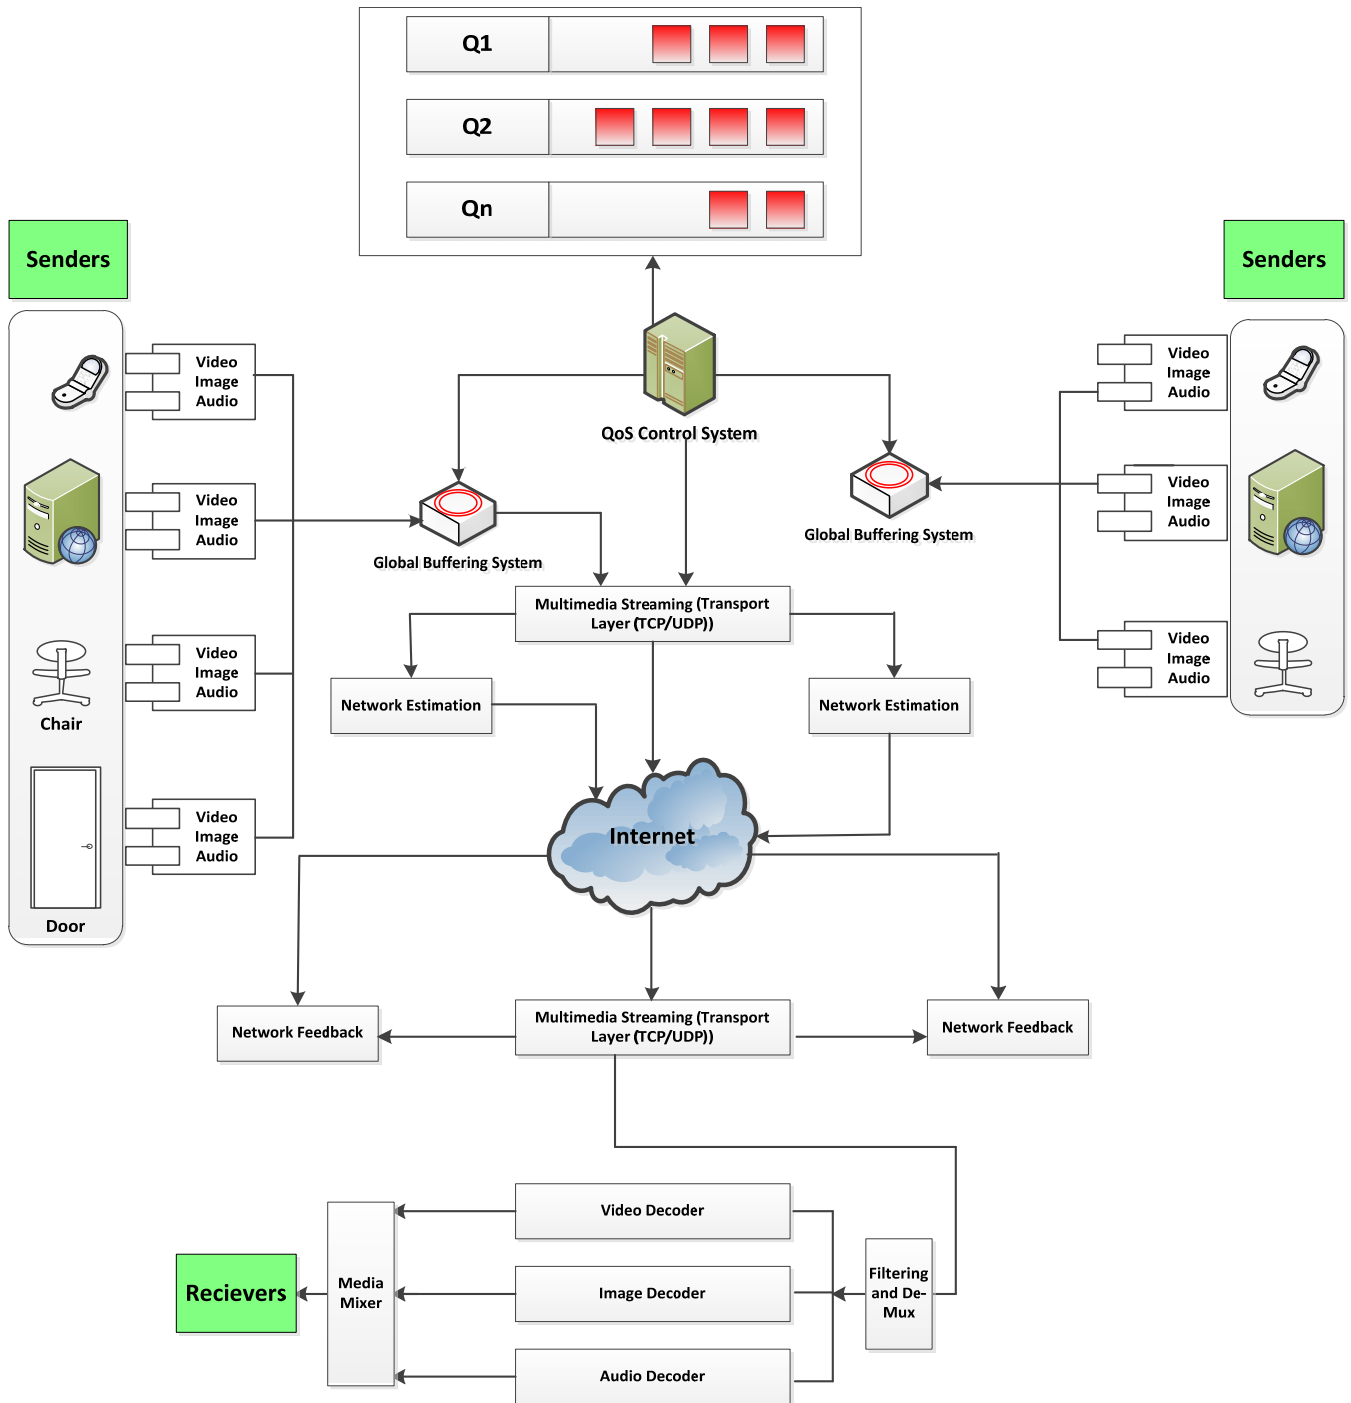 Q1
Q2
Qn
Senders
Senders
Video
Image
Audio
Video
Image
Audio
QoS Control System
Video
Image
Audio
Video
Image
Audio
Global Buffering System
Global Buffering System
Multimedia Streaming (Transport
Layer (TCP/UDP))
Video
Image
Audio
Video
Image
Audio
Chair
Network Estimation
Network Estimation
Video
Image
Audio
Internet
Door
Network Feedback
Multimedia Streaming (Transport
Layer (TCP/UDP))
Network Feedback
Video Decoder
Recievers
Media
Mixer
Image Decoder
Filtering
and De-
Mux
Audio Decoder